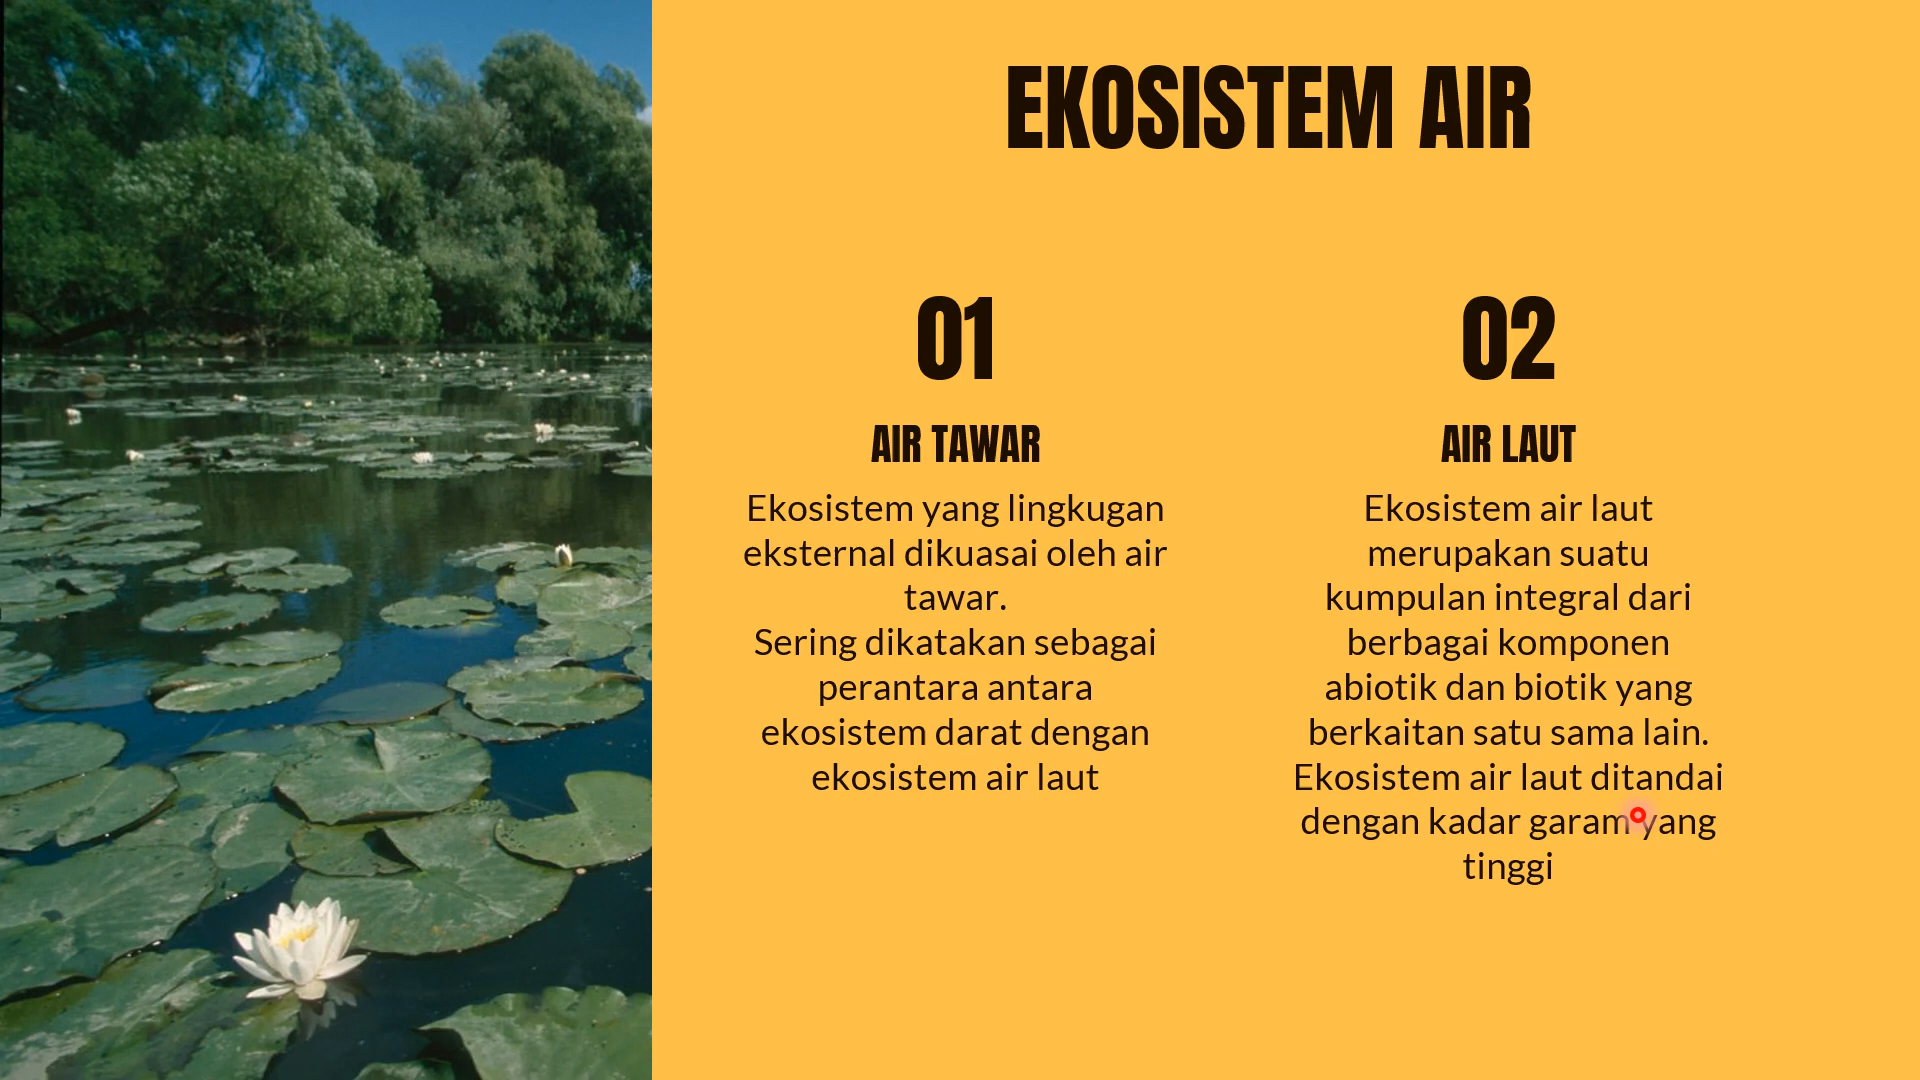 EKOSISTEM AIR
01
AIR TAWAR
Ekosistem yang lingkugan
eksternal dikuasai oleh air
tawar.
Sering dikatakan sebagai
perantara antara
ekosistem darat dengan
ekosistem air laut
02
AIR LAUT
Ekosistem air laut
merupakan suatu
kumpulan integral dari
berbagai komponen
abiotik dan biotik yang
berkaitan satu sama lain.
Ekosistem air laut ditandai
dengan kadar garam yang
tinggi